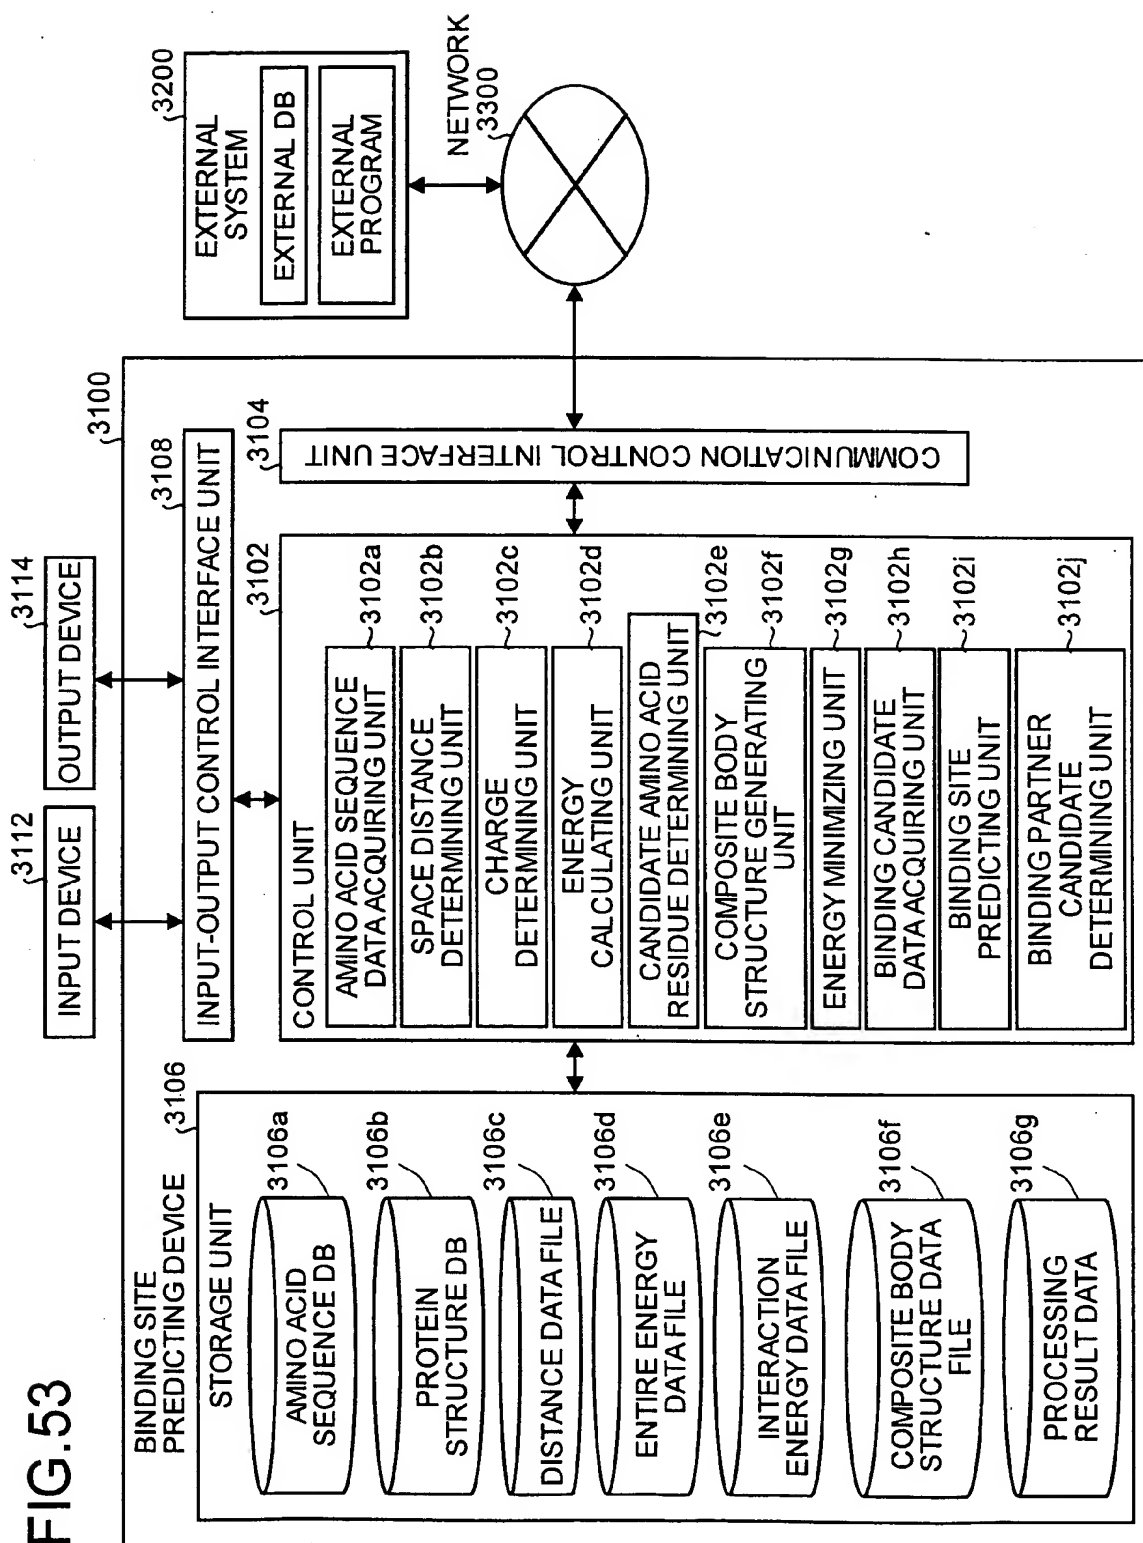 FIG.53
BINDING SITE
PREDICTING DEVICE
3100
INPUT DEVICE
3112
OUTPUT DEVICE
3114
INPUT-OUTPUT CONTROL INTERFACE UNIT
3108
STORAGE UNIT
3106
AMINO ACID
SEQUENCE DB
3106a
PROTEIN
STRUCTURE DB
3106b
DISTANCE DATA FILE
3106c
ENTIRE ENERGY
DATA FILE
3106d
INTERACTION
ENERGY DATA FILE
3106e
COMPOSITE BODY
STRUCTURE DATA
FILE
3106f
PROCESSING
RESULT DATA
3106g
CONTROL UNIT
3102
AMINO ACID SEQUENCE
DATA ACQUIRING UNIT
3102a
SPACE DISTANCE
DETERMINING UNIT
3102b
CHARGE
DETERMINING UNIT
3102c
ENERGY
CALCULATING UNIT
3102d
CANDIDATE AMINO ACID
RESIDUE DETERMINING UNIT
3102e
COMPOSITE BODY
STRUCTURE GENERATING
UNIT
3102f
ENERGY MINIMIZING UNIT
3102g
BINDING CANDIDATE
DATA ACQUIRING UNIT
3102h
BINDING SITE
PREDICTING UNIT
3102i
BINDING PARTNER
CANDIDATE
DETERMINING UNIT
3102j
COMMUNICATION CONTROL INTERFACE UNIT
3104
EXTERNAL
SYSTEM
3200
EXTERNAL DB
EXTERNAL
PROGRAM
NETWORK
3300